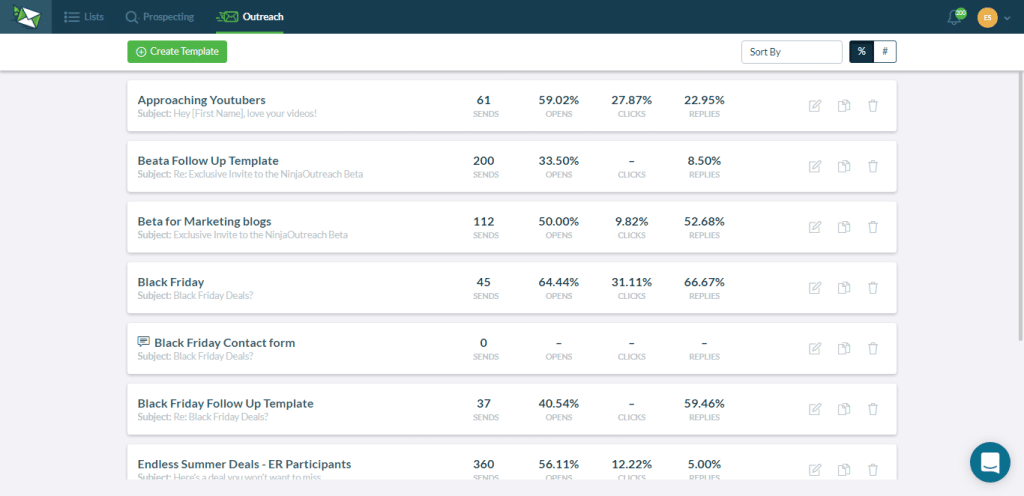 Lists
Prospecting
Outreach
200
ES
Create Template
Sort By
%
#
Approaching Youtubers
Subject: Hey [First Name], love your videos!
61
SENDS
59.02%
OPENS
27.87%
CLICKS
22.95%
REPLIES
Beata Follow Up Template
Subject: Re: Exclusive Invite to the NinjaOutreach Beta
200
SENDS
33.50%
OPENS
–
CLICKS
8.50%
REPLIES
Beta for Marketing blogs
Subject: Exclusive Invite to the NinjaOutreach Beta
112
SENDS
50.00%
OPENS
9.82%
CLICKS
52.68%
REPLIES
Black Friday
Subject: Black Friday Deals?
45
SENDS
64.44%
OPENS
31.11%
CLICKS
66.67%
REPLIES
Black Friday Contact form
Subject: Black Friday Deals?
0
SENDS
–
OPENS
–
CLICKS
–
REPLIES
Black Friday Follow Up Template
Subject: Re: Black Friday Deals?
37
SENDS
40.54%
OPENS
–
CLICKS
59.46%
REPLIES
Endless Summer Deals - ER Participants
Subject: Here's a deal you won't want to miss
360
SENDS
56.11%
OPENS
12.22%
CLICKS
5.00%
REPLIES